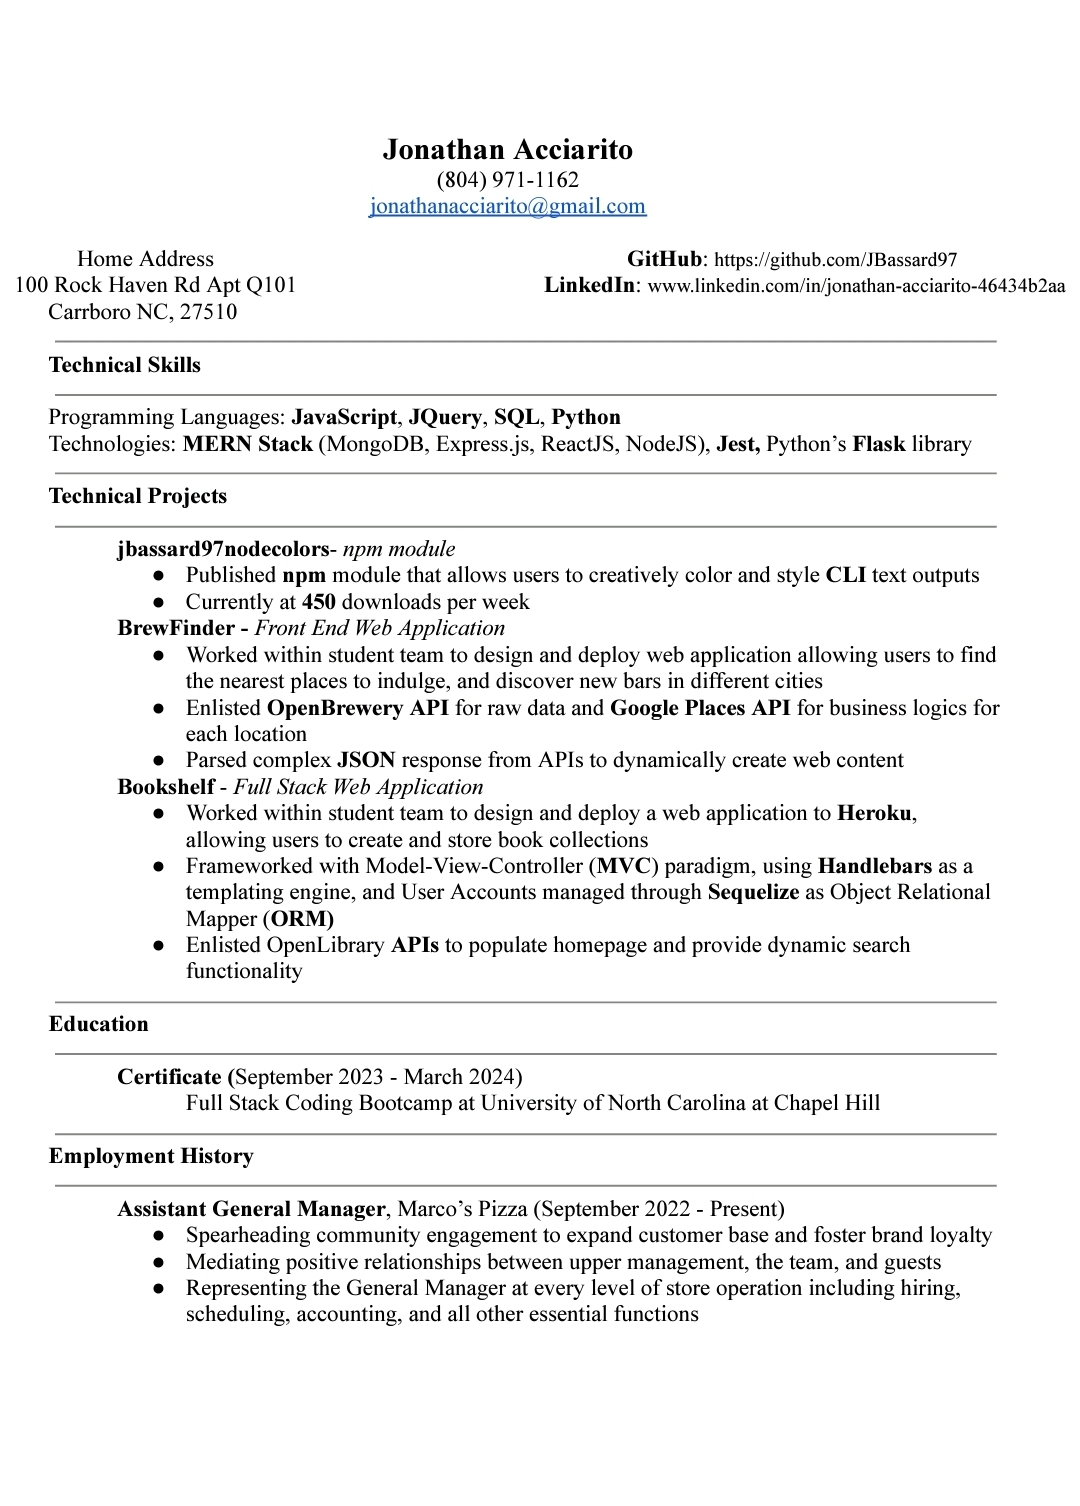 Jonathan Acciarito
(804) 971-1162
jonathanacciarito@gmail.com
Home Address
100 Rock Haven Rd Apt Q101
Carrboro NC, 27510
GitHub: https://github.com/JBassard97
LinkedIn: www.linkedin.com/in/jonathan-acciarito-46434b2aa
Technical Skills
Programming Languages: JavaScript, JQuery, SQL, Python
Technologies: MERN Stack (MongoDB, Express.js, ReactJS, NodeJS), Jest, Python’s Flask library
Technical Projects
jbassard97nodecolors- npm module
● Published npm module that allows users to creatively color and style CLI text outputs
● Currently at 450 downloads per week
BrewFinder - Front End Web Application
● Worked within student team to design and deploy web application allowing users to find
the nearest places to indulge, and discover new bars in different cities
● Enlisted OpenBrewery API for raw data and Google Places API for business logics for
each location
● Parsed complex JSON response from APIs to dynamically create web content
Bookshelf - Full Stack Web Application
● Worked within student team to design and deploy a web application to Heroku,
allowing users to create and store book collections
● Frameworked with Model-View-Controller (MVC) paradigm, using Handlebars as a
templating engine, and User Accounts managed through Sequelize as Object Relational
Mapper (ORM)
● Enlisted OpenLibrary APIs to populate homepage and provide dynamic search
functionality
Education
Certificate (September 2023 - March 2024)
Full Stack Coding Bootcamp at University of North Carolina at Chapel Hill
Employment History
Assistant General Manager, Marco’s Pizza (September 2022 - Present)
● Spearheading community engagement to expand customer base and foster brand loyalty
● Mediating positive relationships between upper management, the team, and guests
● Representing the General Manager at every level of store operation including hiring,
scheduling, accounting, and all other essential functions